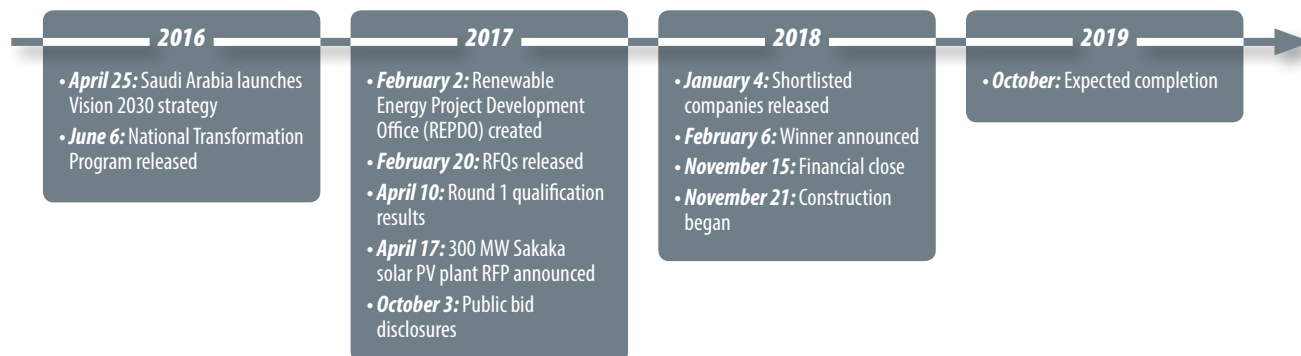 2016
• April 25: Saudi Arabia launches
Vision 2030 strategy
• June 6: National Transformation
Program released
2017
• February 2: Renewable
Energy Project Development
Office (REPDO) created
• February 20: RFQs released
• April 10: Round 1 qualification
results
• April 17: 300 MW Sakaka
solar PV plant RFP announced
• October 3: Public bid
disclosures
2018
• January 4: Shortlisted
companies released
• February 6: Winner announced
• November 15: Financial close
• November 21: Construction
began
2019
• October: Expected completion